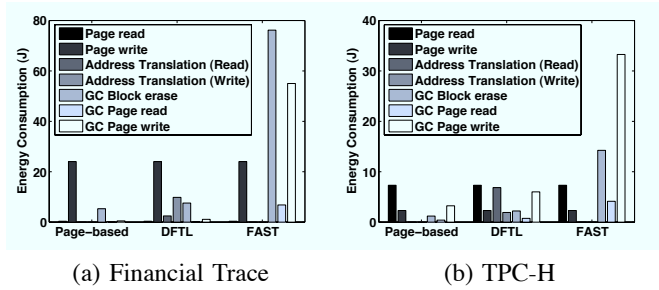 Energy Consumption (J)
80
60
40
20
0
Page read
Page write
Address Translation (Read)
Address Translation (Write)
GC Block erase
GC Page read
GC Page write
Page-based
DFTL
FAST
(a) Financial Trace
Energy Consumption (J)
40
30
20
10
0
Page read
Page write
Address Translation (Read)
Address Translation (Write)
GC Block erase
GC Page read
GC Page write
Page-based
DFTL
FAST
(b) TPC-H